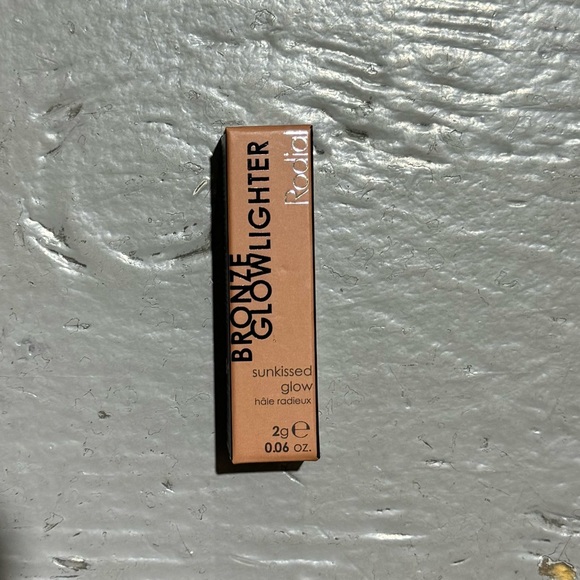 Rodial
BRONZE
GLOWLIGHTER
sunkissed
glow
hâle radieux
2g ℮
0.06 oz.